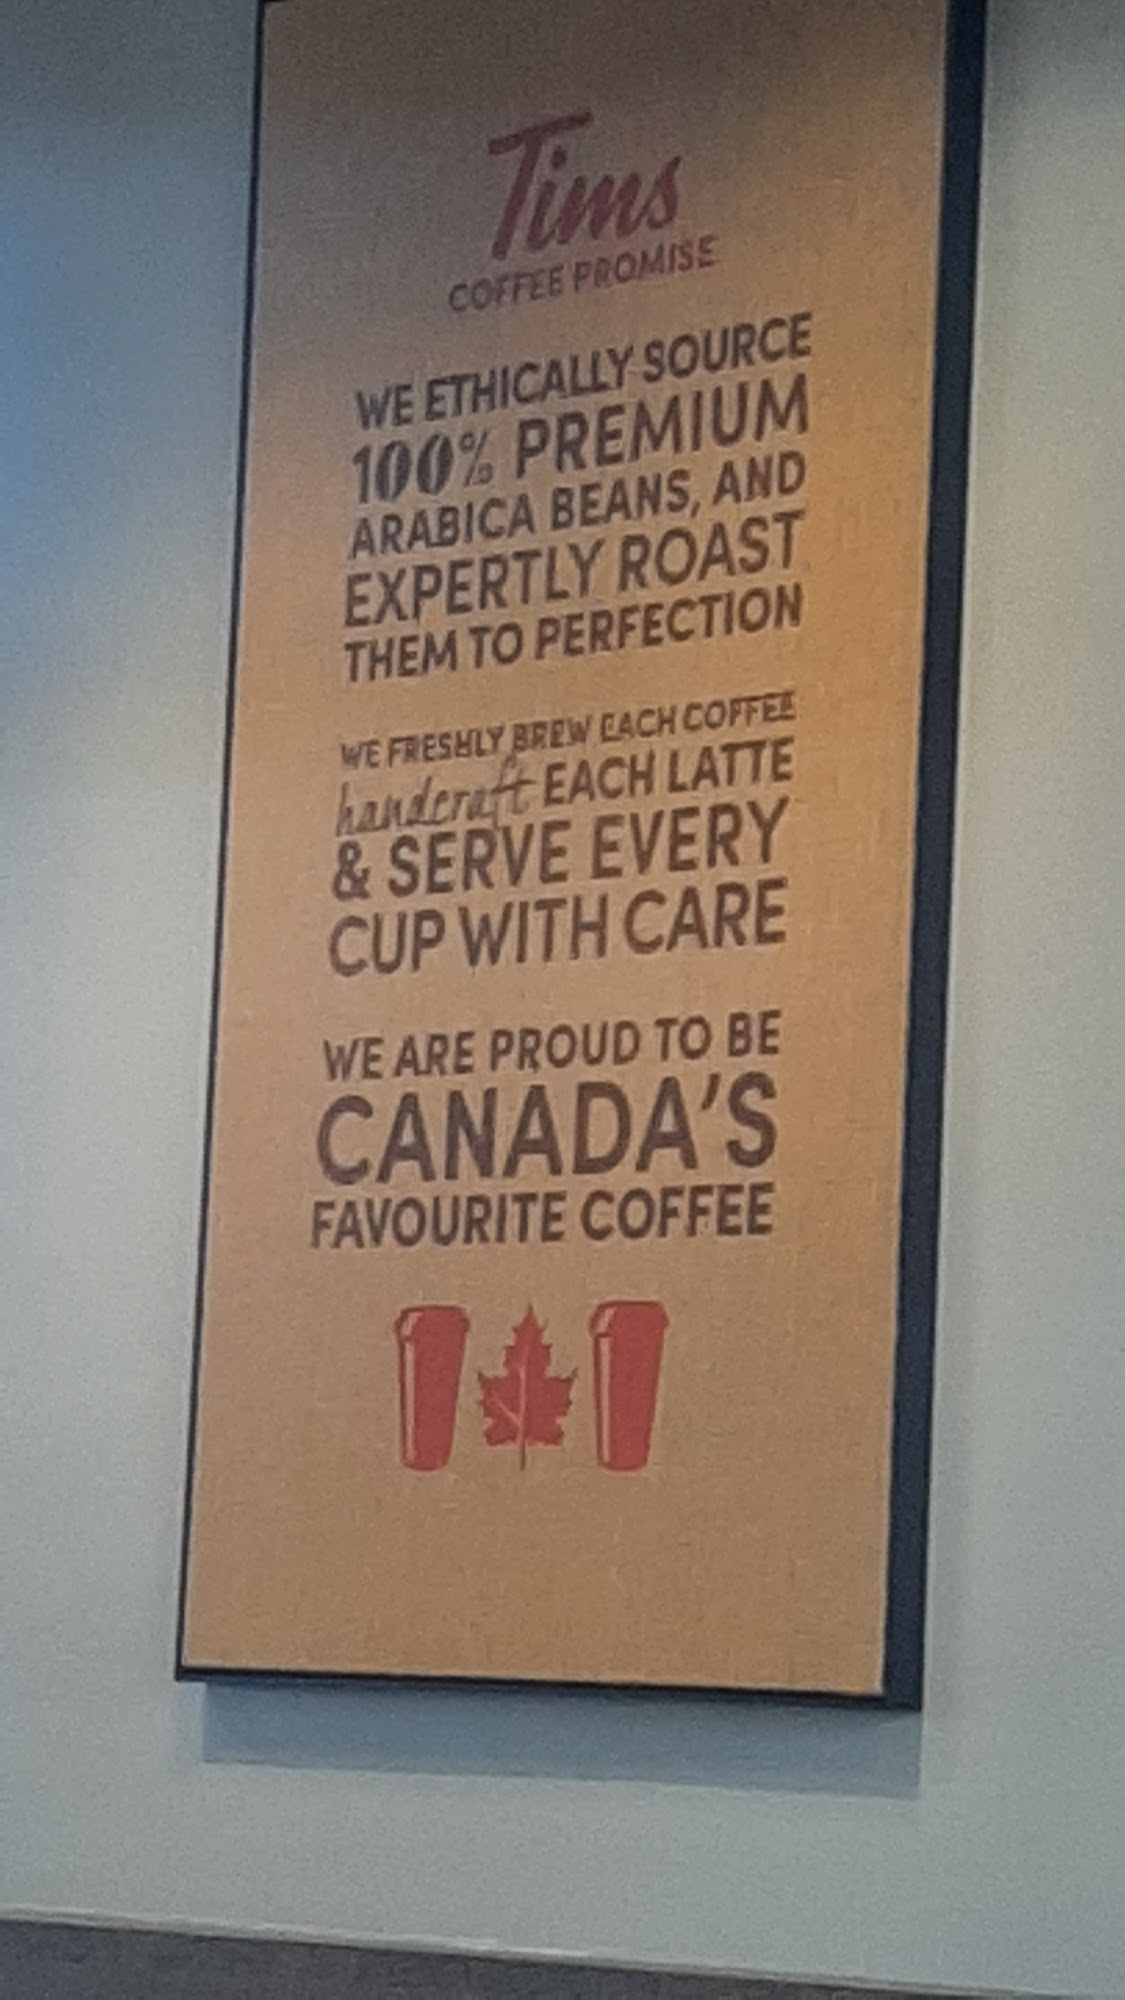 Tims
COFFEE PROMISE
WE ETHICALLY SOURCE
100% PREMIUM
ARABICA BEANS, AND
EXPERTLY ROAST
THEM TO PERFECTION
WE FRESHLY BREW EACH COFFEE
handcraft EACH LATTE
& SERVE EVERY
CUP WITH CARE
WE ARE PROUD TO BE
CANADA'S
FAVOURITE COFFEE